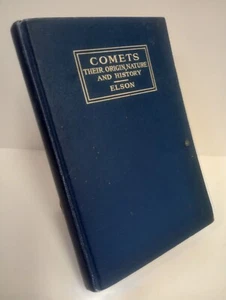 COMETS
THEIR ORIGIN, NATURE
AND HISTORY
ELSON